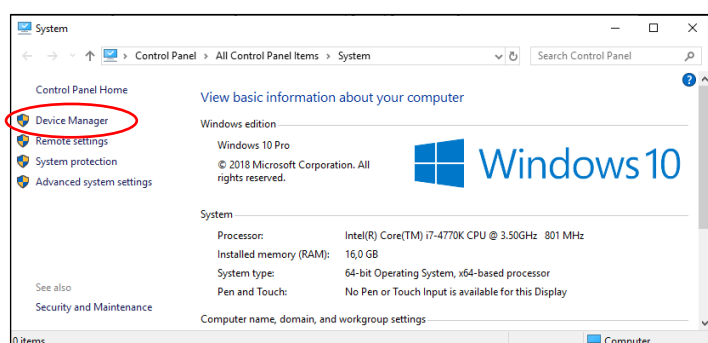 System
Control Panel > All Control Panel Items > System
Search Control Panel
Control Panel Home
Device Manager
Remote settings
System protection
Advanced system settings
See also
Security and Maintenance
View basic information about your computer
Windows edition
Windows 10 Pro
© 2018 Microsoft Corporation. All
rights reserved.
Windows 10
System
Processor: Intel(R) Core(TM) i7-4770K CPU @ 3.50GHz 801 MHz
Installed memory (RAM): 16,0 GB
System type: 64-bit Operating System, x64-based processor
Pen and Touch: No Pen or Touch Input is available for this Display
Computer name, domain, and workgroup settings
0 items
Computer